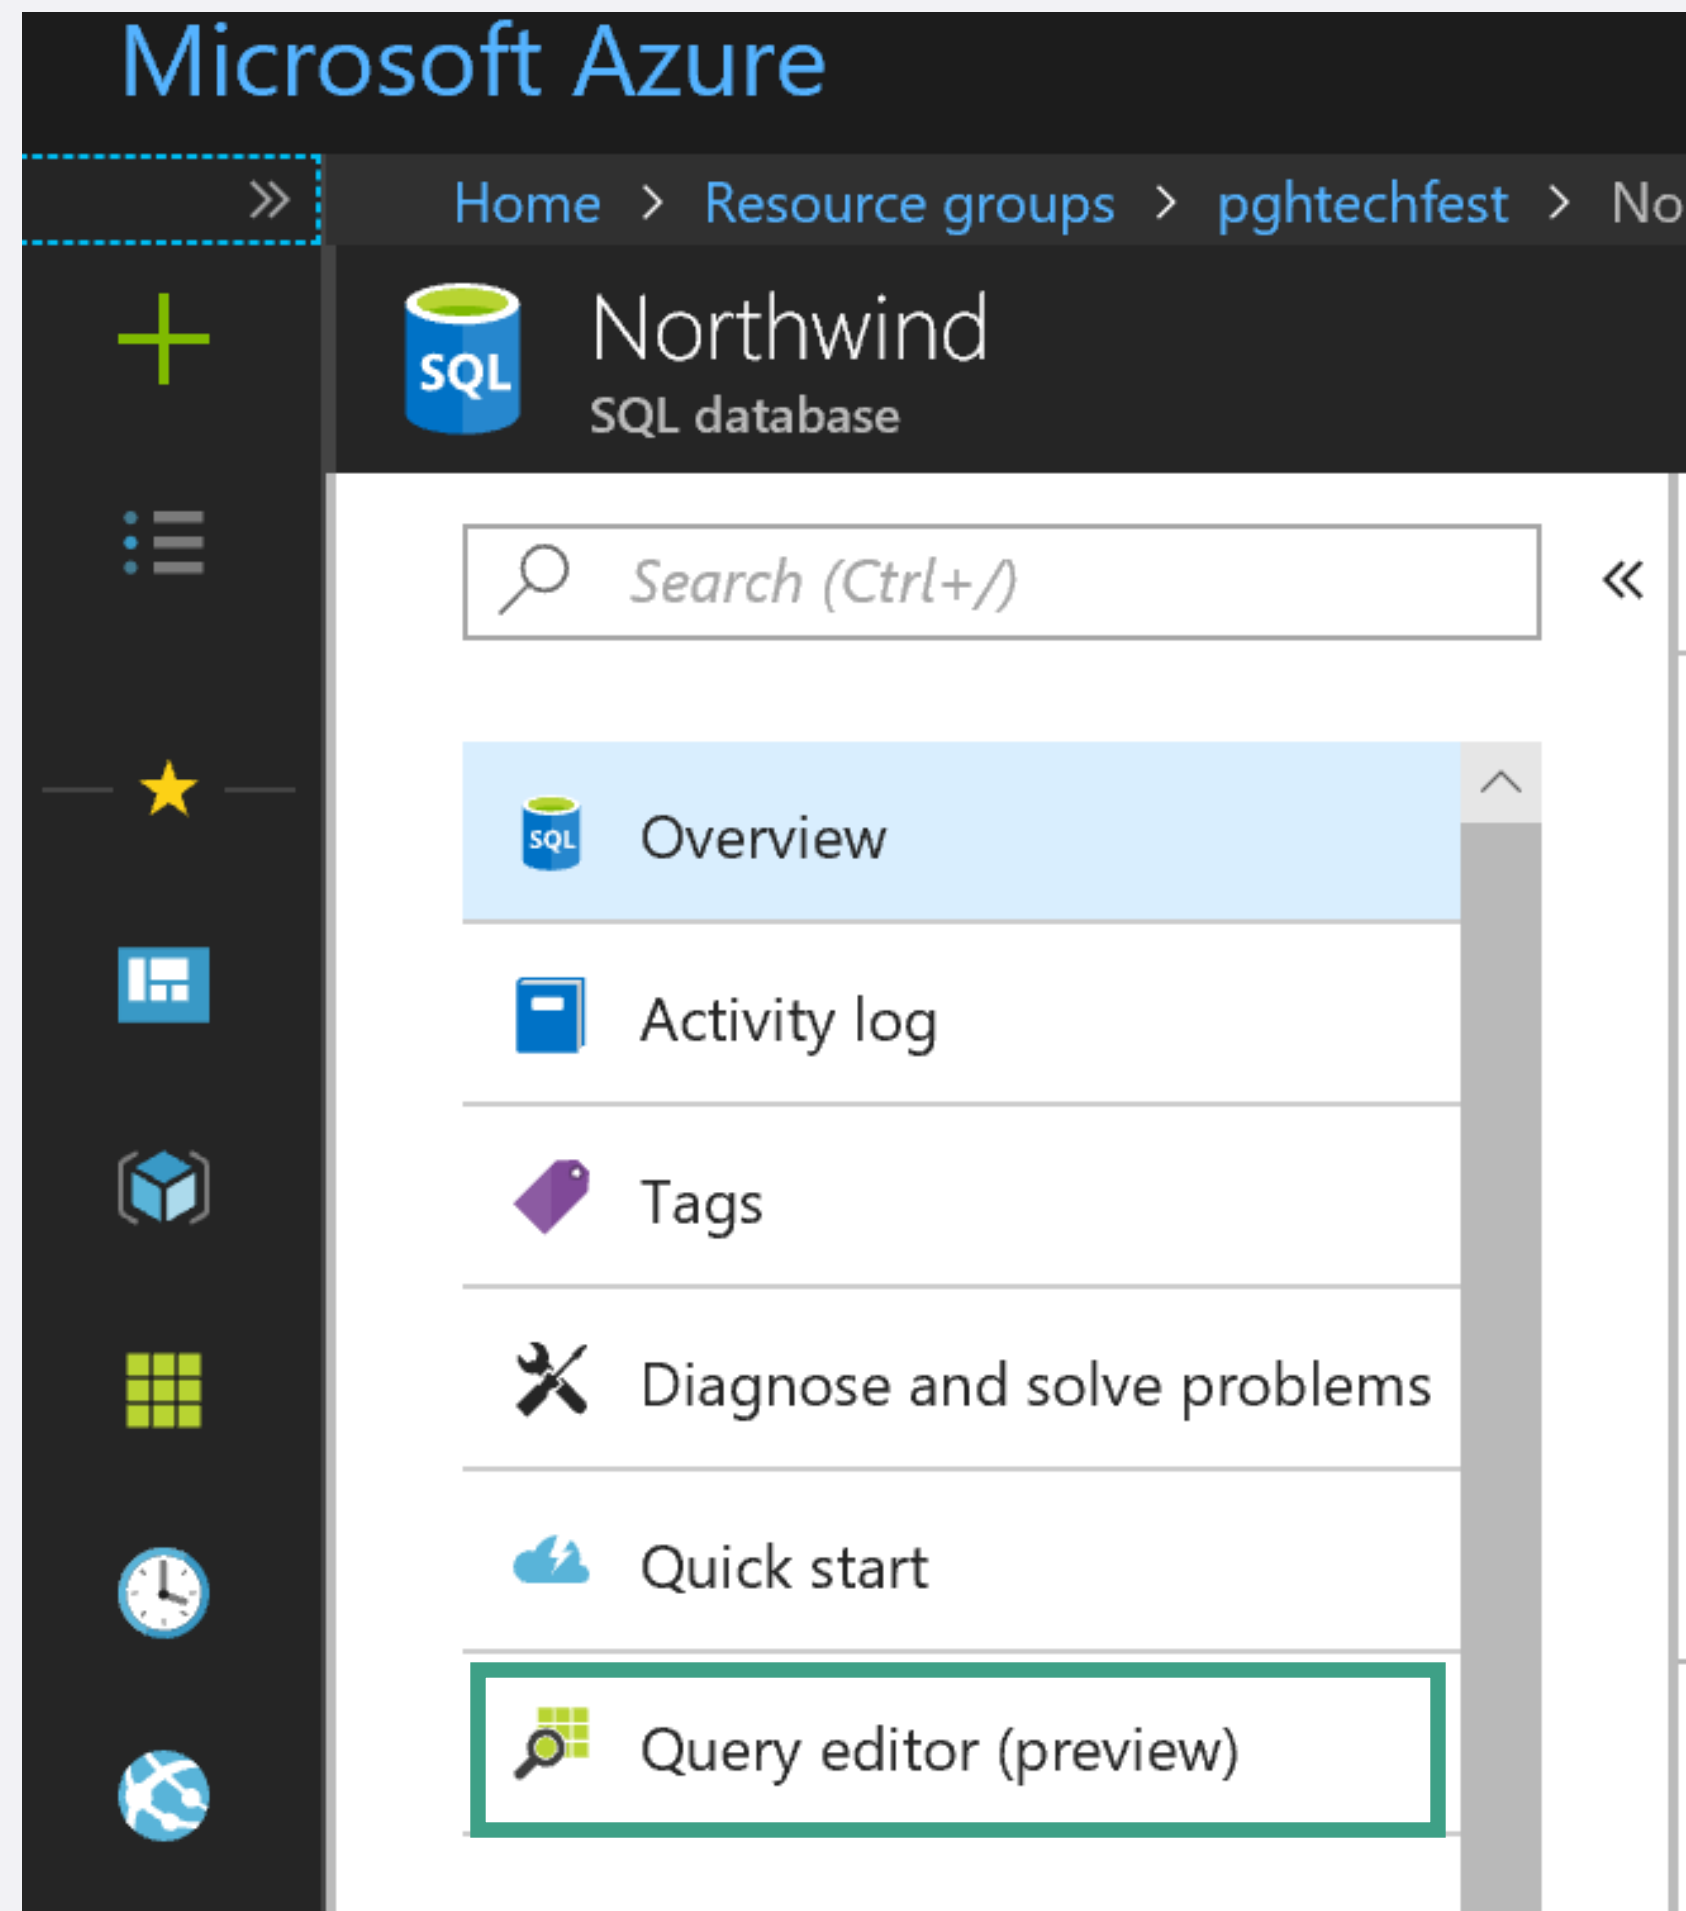 Microsoft Azure
Home > Resource groups > pghtechfest > No
SQL
Northwind
SQL database
Search (Ctrl+/)
SQL
Overview
Activity log
Tags
Diagnose and solve problems
Quick start
Query editor (preview)